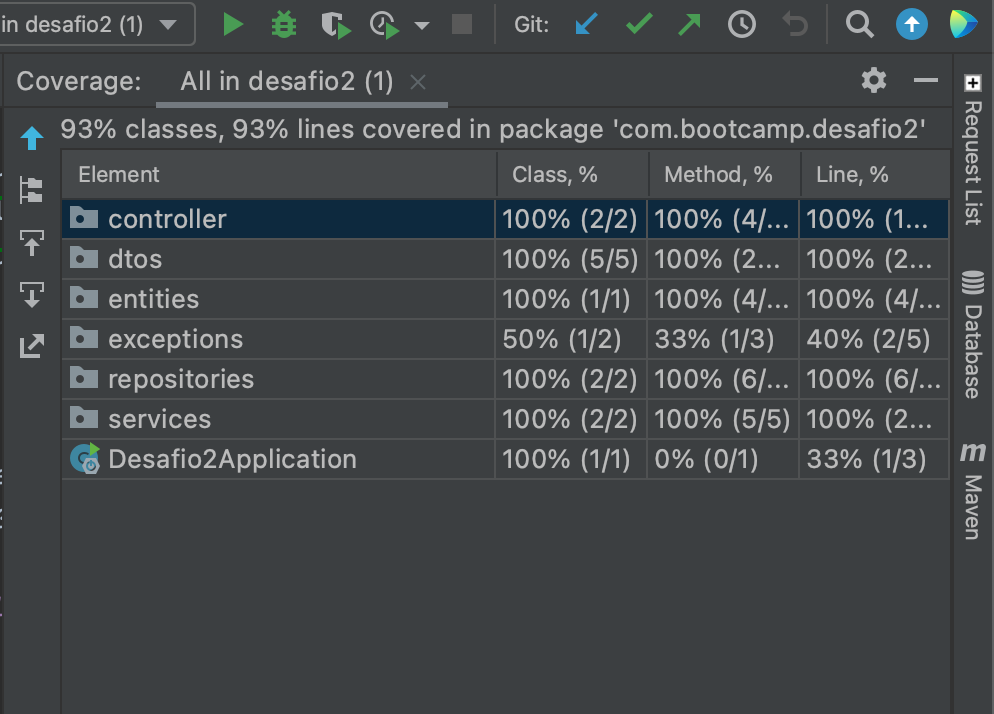 in desafio2 (1)
Git:
Coverage:
All in desafio2 (1)
93% classes, 93% lines covered in package 'com.bootcamp.desafio2'
Element Class, % Method, % Line, %
controller 100% (2/2) 100% (4/... 100% (1...
dtos 100% (5/5) 100% (2... 100% (2...
entities 100% (1/1) 100% (4/... 100% (4/...
exceptions 50% (1/2) 33% (1/3) 40% (2/5)
repositories 100% (2/2) 100% (6/... 100% (6/...
services 100% (2/2) 100% (5/5) 100% (2...
Desafio2Application 100% (1/1) 0% (0/1) 33% (1/3)
Request List
Database
m Maven